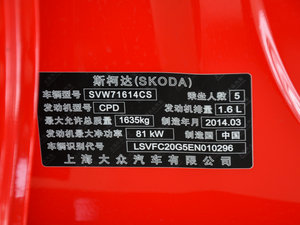 斯柯达(SKODA)
车辆型号 SVW71614CS 乘坐人数 5
发动机型号 CPD 发动机排量 1.6 L
最大允许总质量 1635kg 制造年月 2014.03
发动机最大净功率 81 kW 制造国 中国
车辆识别代号 LSVFC20G5EN010296
上海大众汽车有限公司